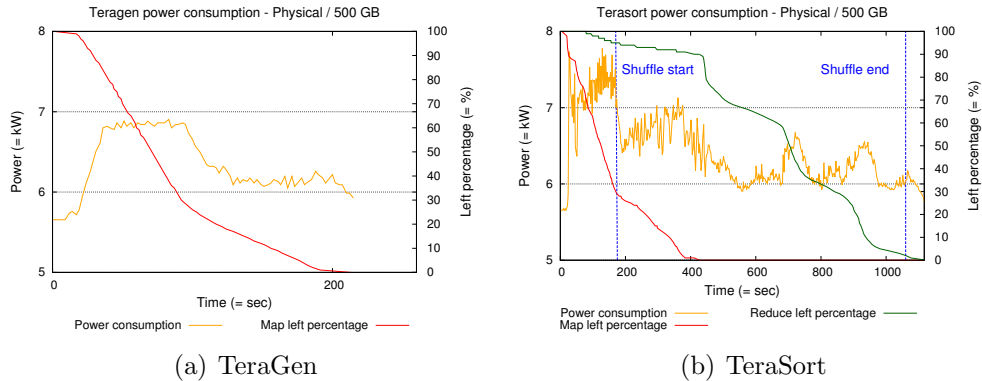 Teragen power consumption - Physical / 500 GB
8
7
6
5
Power (= kW)
100
90
80
70
60
50
40
30
20
10
0
Left percentage (= %)
0
200
Time (= sec)
Power consumption
Map left percentage
(a) TeraGen
Terasort power consumption - Physical / 500 GB
8
7
6
5
Power (= kW)
Shuffle start
Shuffle end
100
90
80
70
60
50
40
30
20
10
0
Left percentage (= %)
0
200
400
600
800
1000
Time (= sec)
Power consumption
Map left percentage
Reduce left percentage
(b) TeraSort